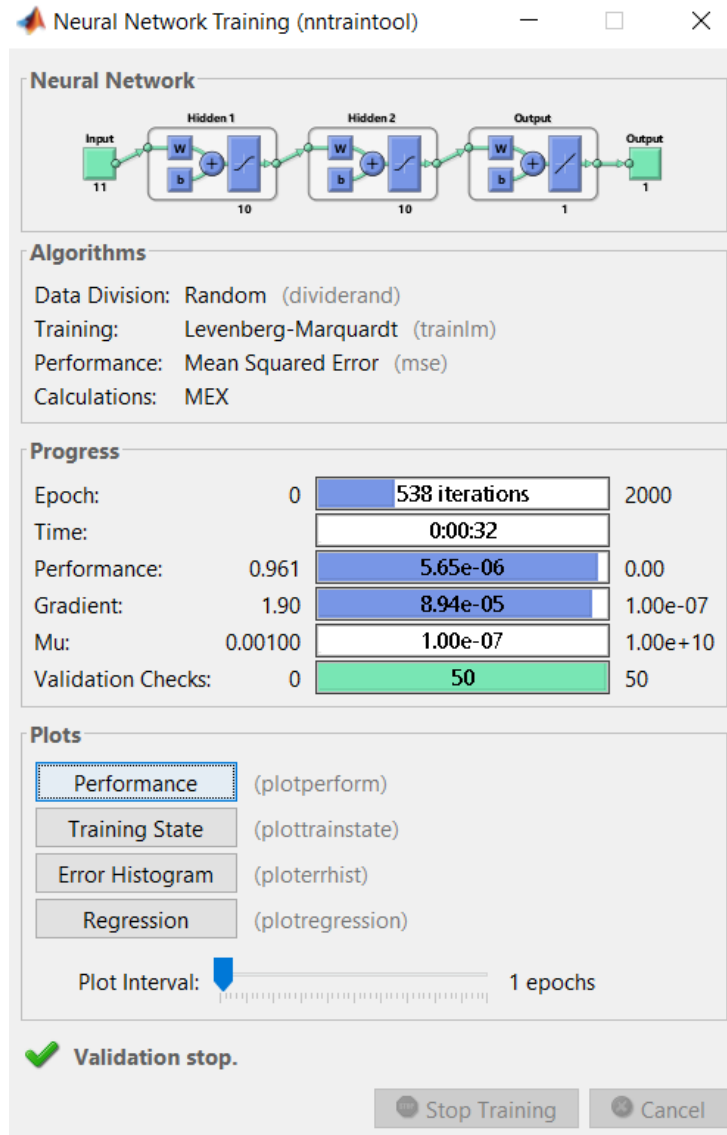 Neural Network Training (nntraintool)
Neural Network
Hidden 1 Hidden 2 Output
Input Output
W W W
b b b
11 10 10 1 1
Algorithms
Data Division: Random (dividerand)
Training: Levenberg-Marquardt (trainlm)
Performance: Mean Squared Error (mse)
Calculations: MEX
Progress
Epoch: 0 538 iterations 2000
Time: 0:00:32
Performance: 0.961 5.65e-06 0.00
Gradient: 1.90 8.94e-05 1.00e-07
Mu: 0.00100 1.00e-07 1.00e+10
Validation Checks: 0 50 50
Plots
Performance (plotperform)
Training State (plottrainstate)
Error Histogram (ploterrhist)
Regression (plotregression)
Plot Interval: 1 epochs
Validation stop.
Stop Training Cancel